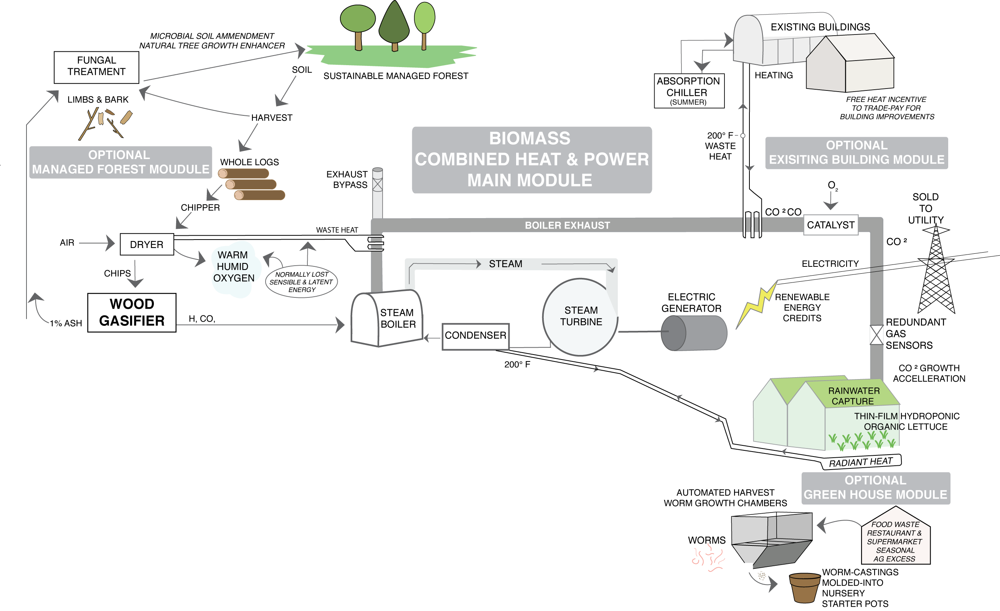 MICROBIAL SOIL AMMENDMENT
NATURAL TREE GROWTH ENHANCER
FUNGAL
TREATMENT
SOIL
SUSTAINABLE MANAGED FOREST
LIMBS & BARK
HARVEST
OPTIONAL
MANAGED FOREST MOUDULE
WHOLE LOGS
CHIPPER
EXHAUST
BYPASS
BIOMASS
COMBINED HEAT & POWER
MAIN MODULE
EXISTING BUILDINGS
HEATING
ABSORPTION
CHILLER
(SUMMER)
FREE HEAT INCENTIVE
TO TRADE-PAY FOR
BUILDING IMPROVEMENTS
200° F
WASTE
HEAT
OPTIONAL
EXISITING BUILDING MODULE
O₂
CO ² CO
CATALYST
SOLD
TO
UTILITY
BOILER EXHAUST
WASTE HEAT
AIR
DRYER
WARM
HUMID
OXYGEN
NORMALLY LOST
SENSIBLE & LATENT
ENERGY
CHIPS
WOOD
GASIFIER
1% ASH
H, CO,
STEAM
STEAM
BOILER
CONDENSER
200° F
STEAM
TURBINE
ELECTRIC
GENERATOR
ELECTRICITY
RENEWABLE
ENERGY
CREDITS
CO ²
REDUNDANT
GAS
SENSORS
CO ² GROWTH
ACCELLERATION
RAINWATER
CAPTURE
THIN-FILM HYDROPONIC
ORGANIC LETTUCE
RADIANT HEAT
OPTIONAL
GREEN HOUSE MODULE
AUTOMATED HARVEST
WORM GROWTH CHAMBERS
WORMS
FOOD WASTE
RESTAURANT &
SUPERMARKET
SEASONAL
AG EXCESS
WORM-CASTINGS
MOLDED-INTO
NURSERY
STARTER POTS